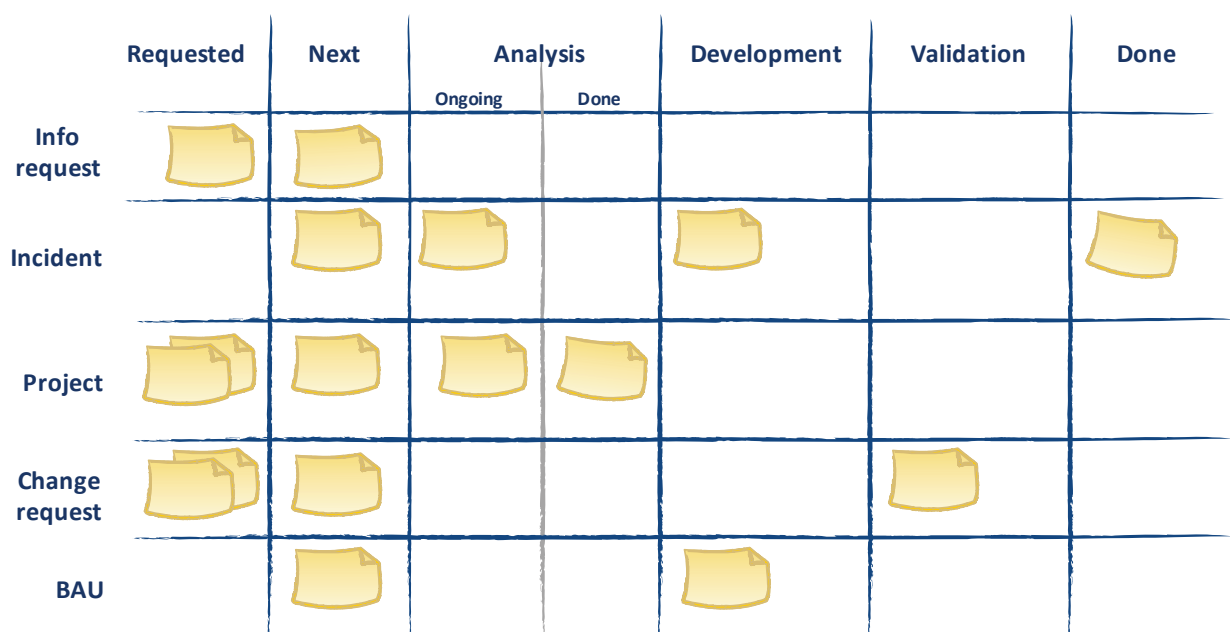 Requested
Next
Analysis
Development
Validation
Done
Ongoing
Done
Info
request
Incident
Project
Change
request
BAU